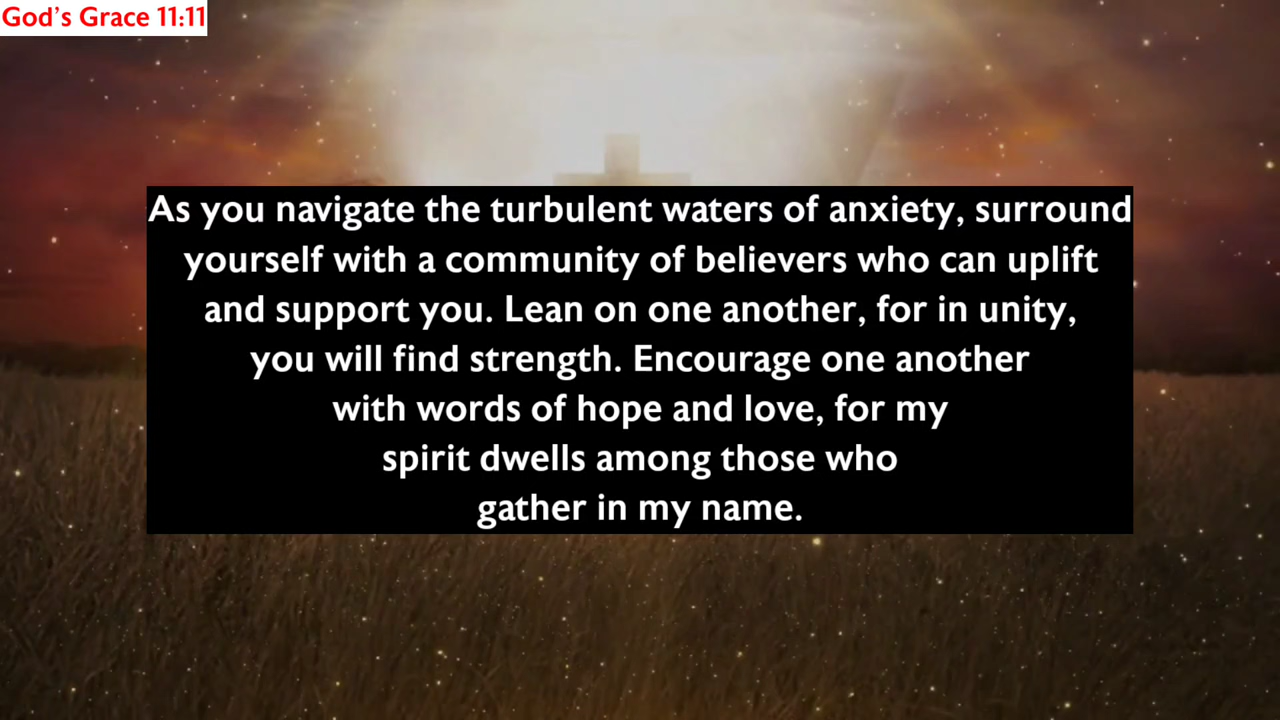 God's Grace 11:11
As you navigate the turbulent waters of anxiety, surround
yourself with a community of believers who can uplift
and support you. Lean on one another, for in unity,
you will find strength. Encourage one another
with words of hope and love, for my
spirit dwells among those who
gather in my name.